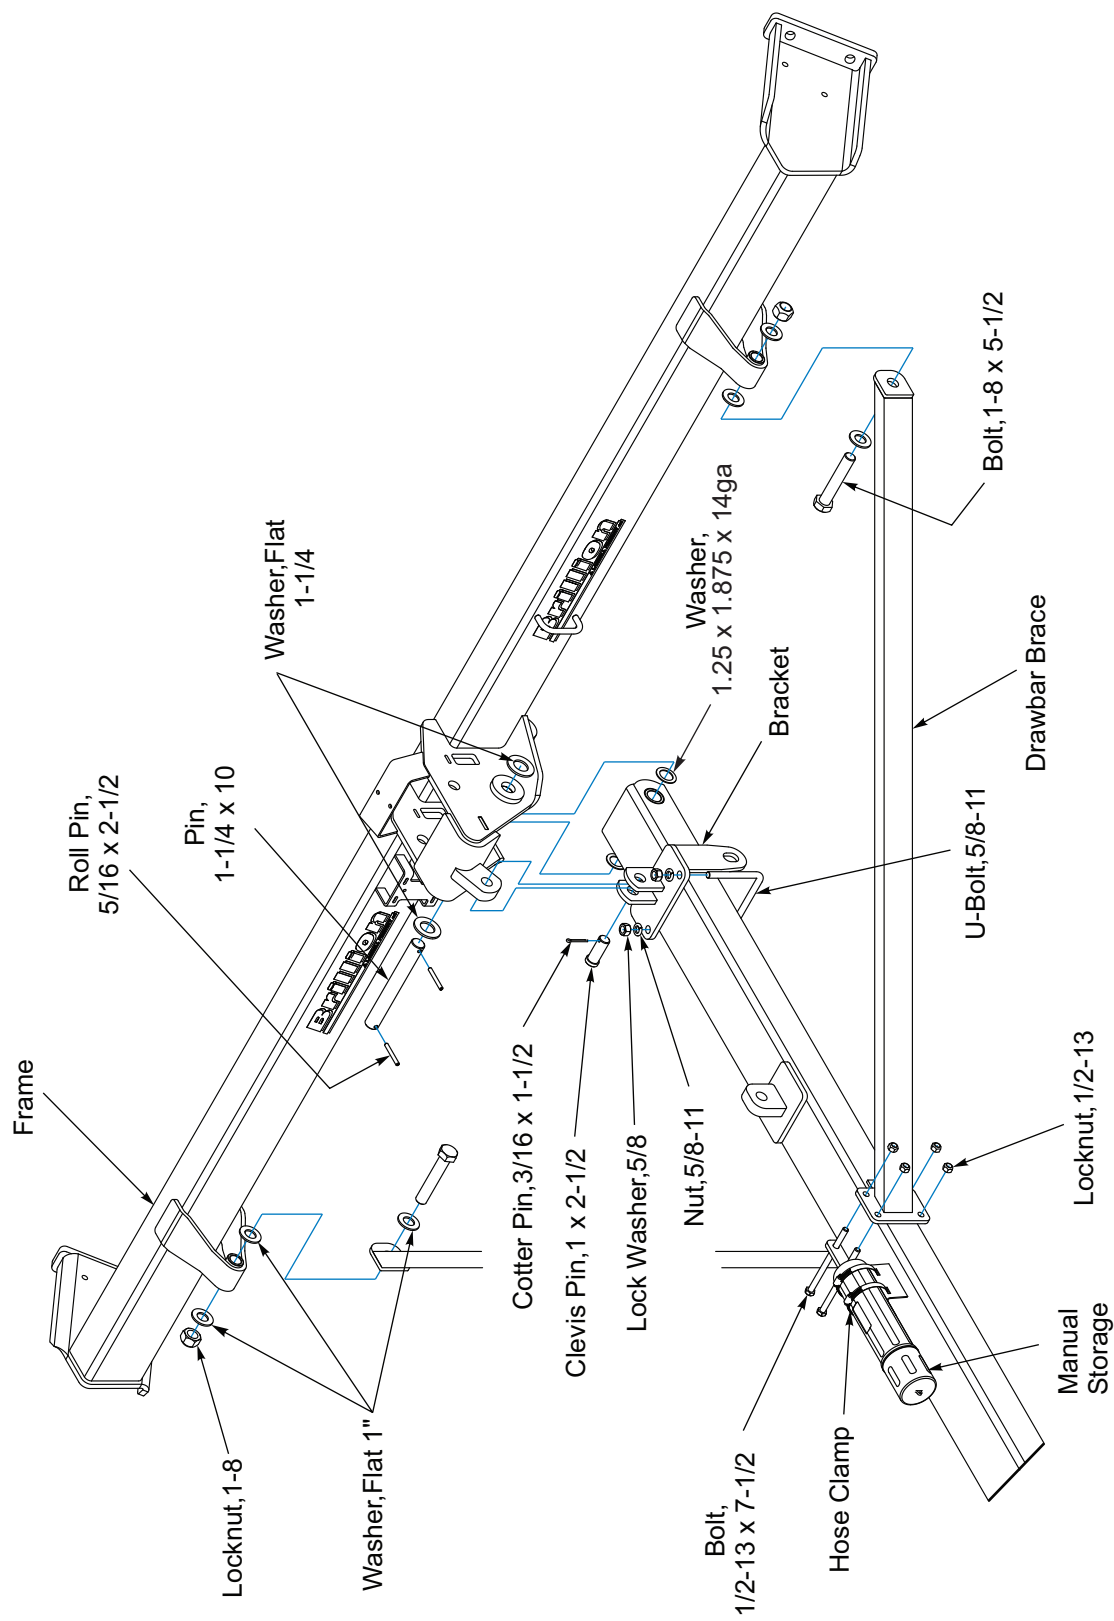 Frame
Roll Pin,
5/16 x 2-1/2
Pin,
1-1/4 x 10
Washer,Flat
1-1/4
Brandon
Brandon
Locknut,1-8
Washer,Flat 1"
Cotter Pin,3/16 x 1-1/2
Clevis Pin,1 x 2-1/2
Lock Washer,5/8
Nut,5/8-11
Washer,
1.25 x 1.875 x 14ga
Bracket
Bolt,1-8 x 5-1/2
U-Bolt,5/8-11
Drawbar Brace
Bolt,
1/2-13 x 7-1/2
Hose Clamp
Manual
Storage
Locknut,1/2-13